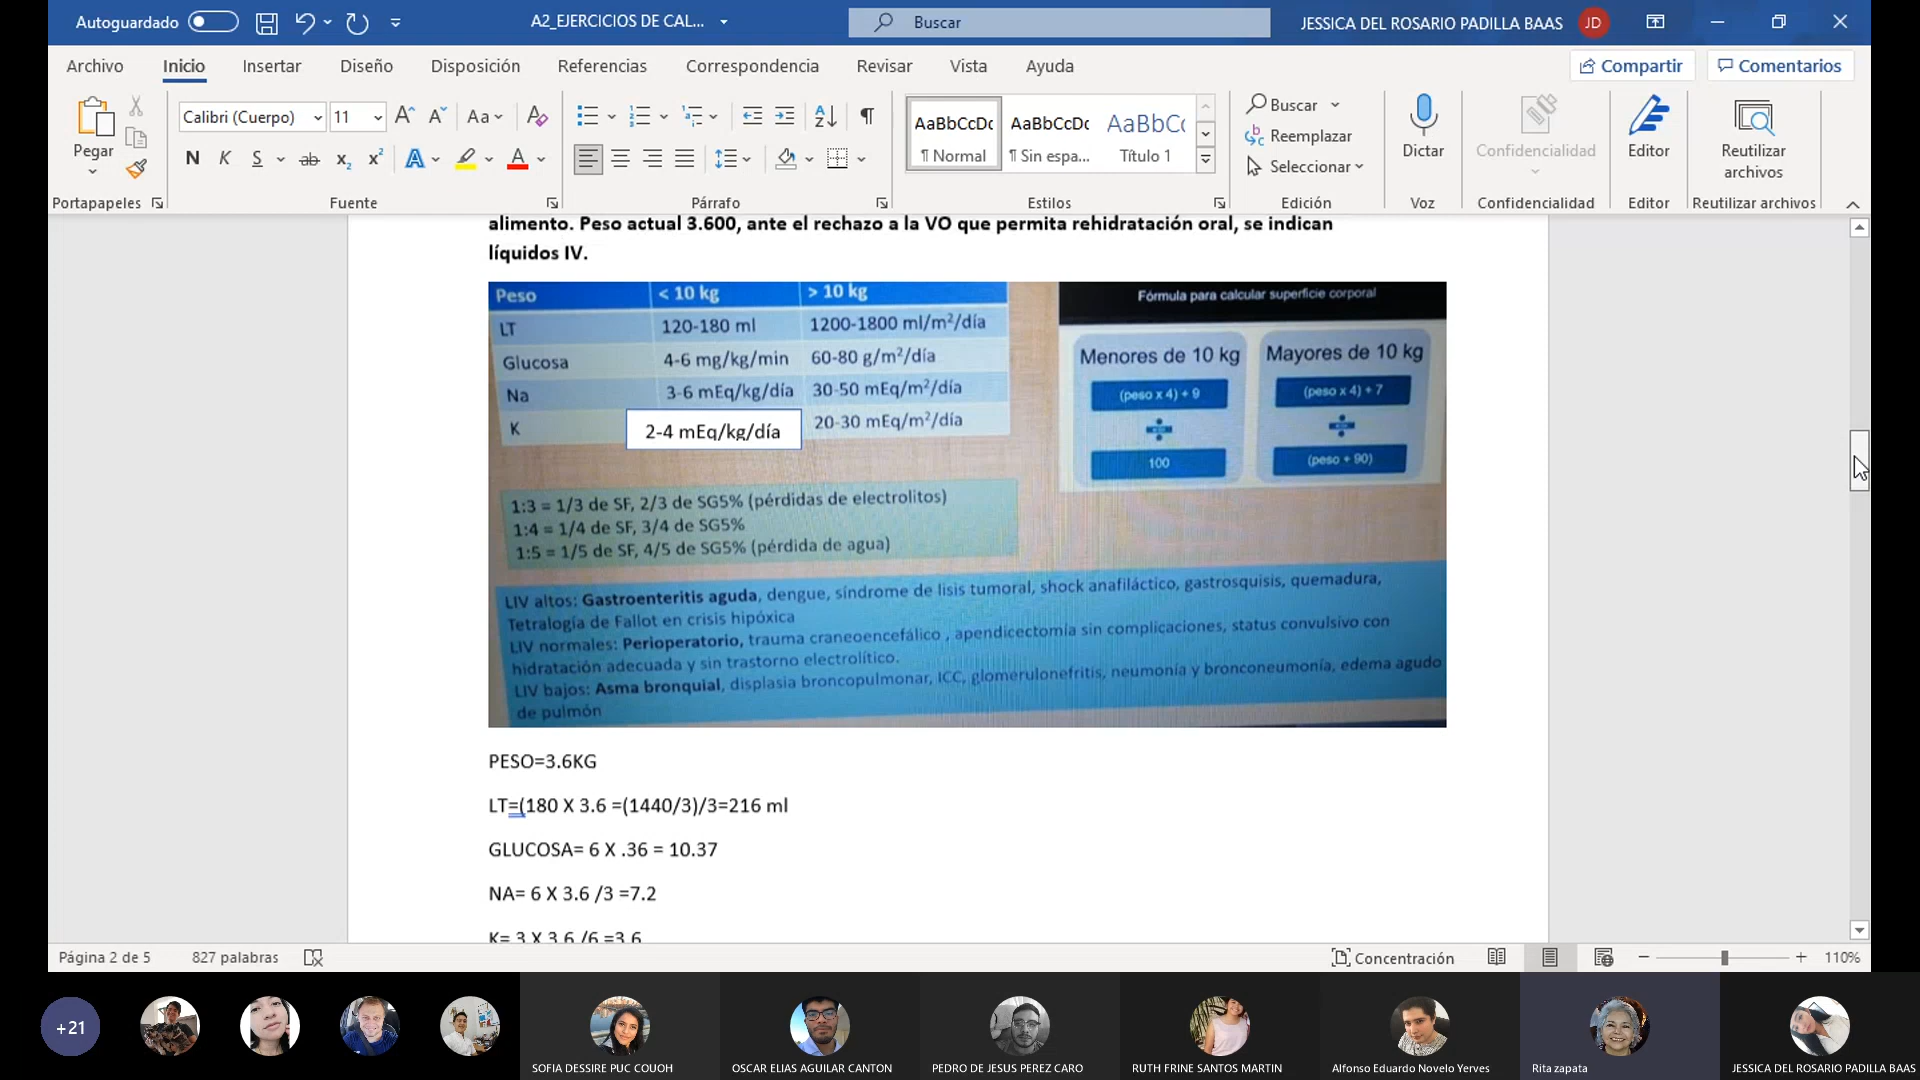 Autoguardado
A2_EJERCICIOS DE CAL...
Buscar
JESSICA DEL ROSARIO PADILLA BAAS
JD
Archivo Inicio Insertar Diseño Disposición Referencias Correspondencia Revisar Vista Ayuda
Compartir
Comentarios
Pegar
Calibri (Cuerpo) 11
N K S ab x₂ x²
AaBbCcDc AaBbCcDc AaBbCc
¶ Normal ¶ Sin espa... Título 1
Buscar
Reemplazar
Seleccionar
Dictar
Confidencialidad
Editor
Reutilizar
archivos
Portapapeles Fuente Párrafo Estilos Edición Voz Confidencialidad Editor Reutilizar archivos
alimento. Peso actual 3.600, ante el rechazo a la VO que permita rehidratación oral, se indican
líquidos IV.
Peso < 10 kg > 10 kg
LT 120-180 ml 1200-1800 ml/m²/día
Glucosa 4-6 mg/kg/min 60-80 g/m²/día
Na 3-6 mEq/kg/día 30-50 mEq/m²/día
K 2-4 mEq/kg/día 20-30 mEq/m²/día
Fórmula para calcular superficie corporal
Menores de 10 kg Mayores de 10 kg
(peso x 4) + 9 (peso x 4) + 7
÷ ÷
100 (peso + 90)
1:3 = 1/3 de SF, 2/3 de SG5% (pérdidas de electrolitos)
1:4 = 1/4 de SF, 3/4 de SG5%
1:5 = 1/5 de SF, 4/5 de SG5% (pérdida de agua)
LIV altos: Gastroenteritis aguda, dengue, síndrome de lisis tumoral, shock anafiláctico, gastrosquisis, quemadura,
Tetralogía de Fallot en crisis hipóxica
LIV normales: Perioperatorio, trauma craneoencefálico , apendicectomía sin complicaciones, status convulsivo con
hidratación adecuada y sin trastorno electrolítico.
LIV bajos: Asma bronquial, displasia broncopulmonar, ICC, glomerulonefritis, neumonía y bronconeumonía, edema agudo
de pulmón
PESO=3.6KG
LT=(180 X 3.6 =(1440/3)/3=216 ml
GLUCOSA= 6 X .36 = 10.37
NA= 6 X 3.6 /3 =7.2
K= 3 X 3.6 /6 =3.6
Página 2 de 5 827 palabras
Concentración
110%
+21
SOFIA DESSIRE PUC COUOH
OSCAR ELIAS AGUILAR CANTON
PEDRO DE JESUS PEREZ CARO
RUTH FRINE SANTOS MARTIN
Alfonso Eduardo Novelo Yerves
Rita zapata
JESSICA DEL ROSARIO PADILLA BAAS